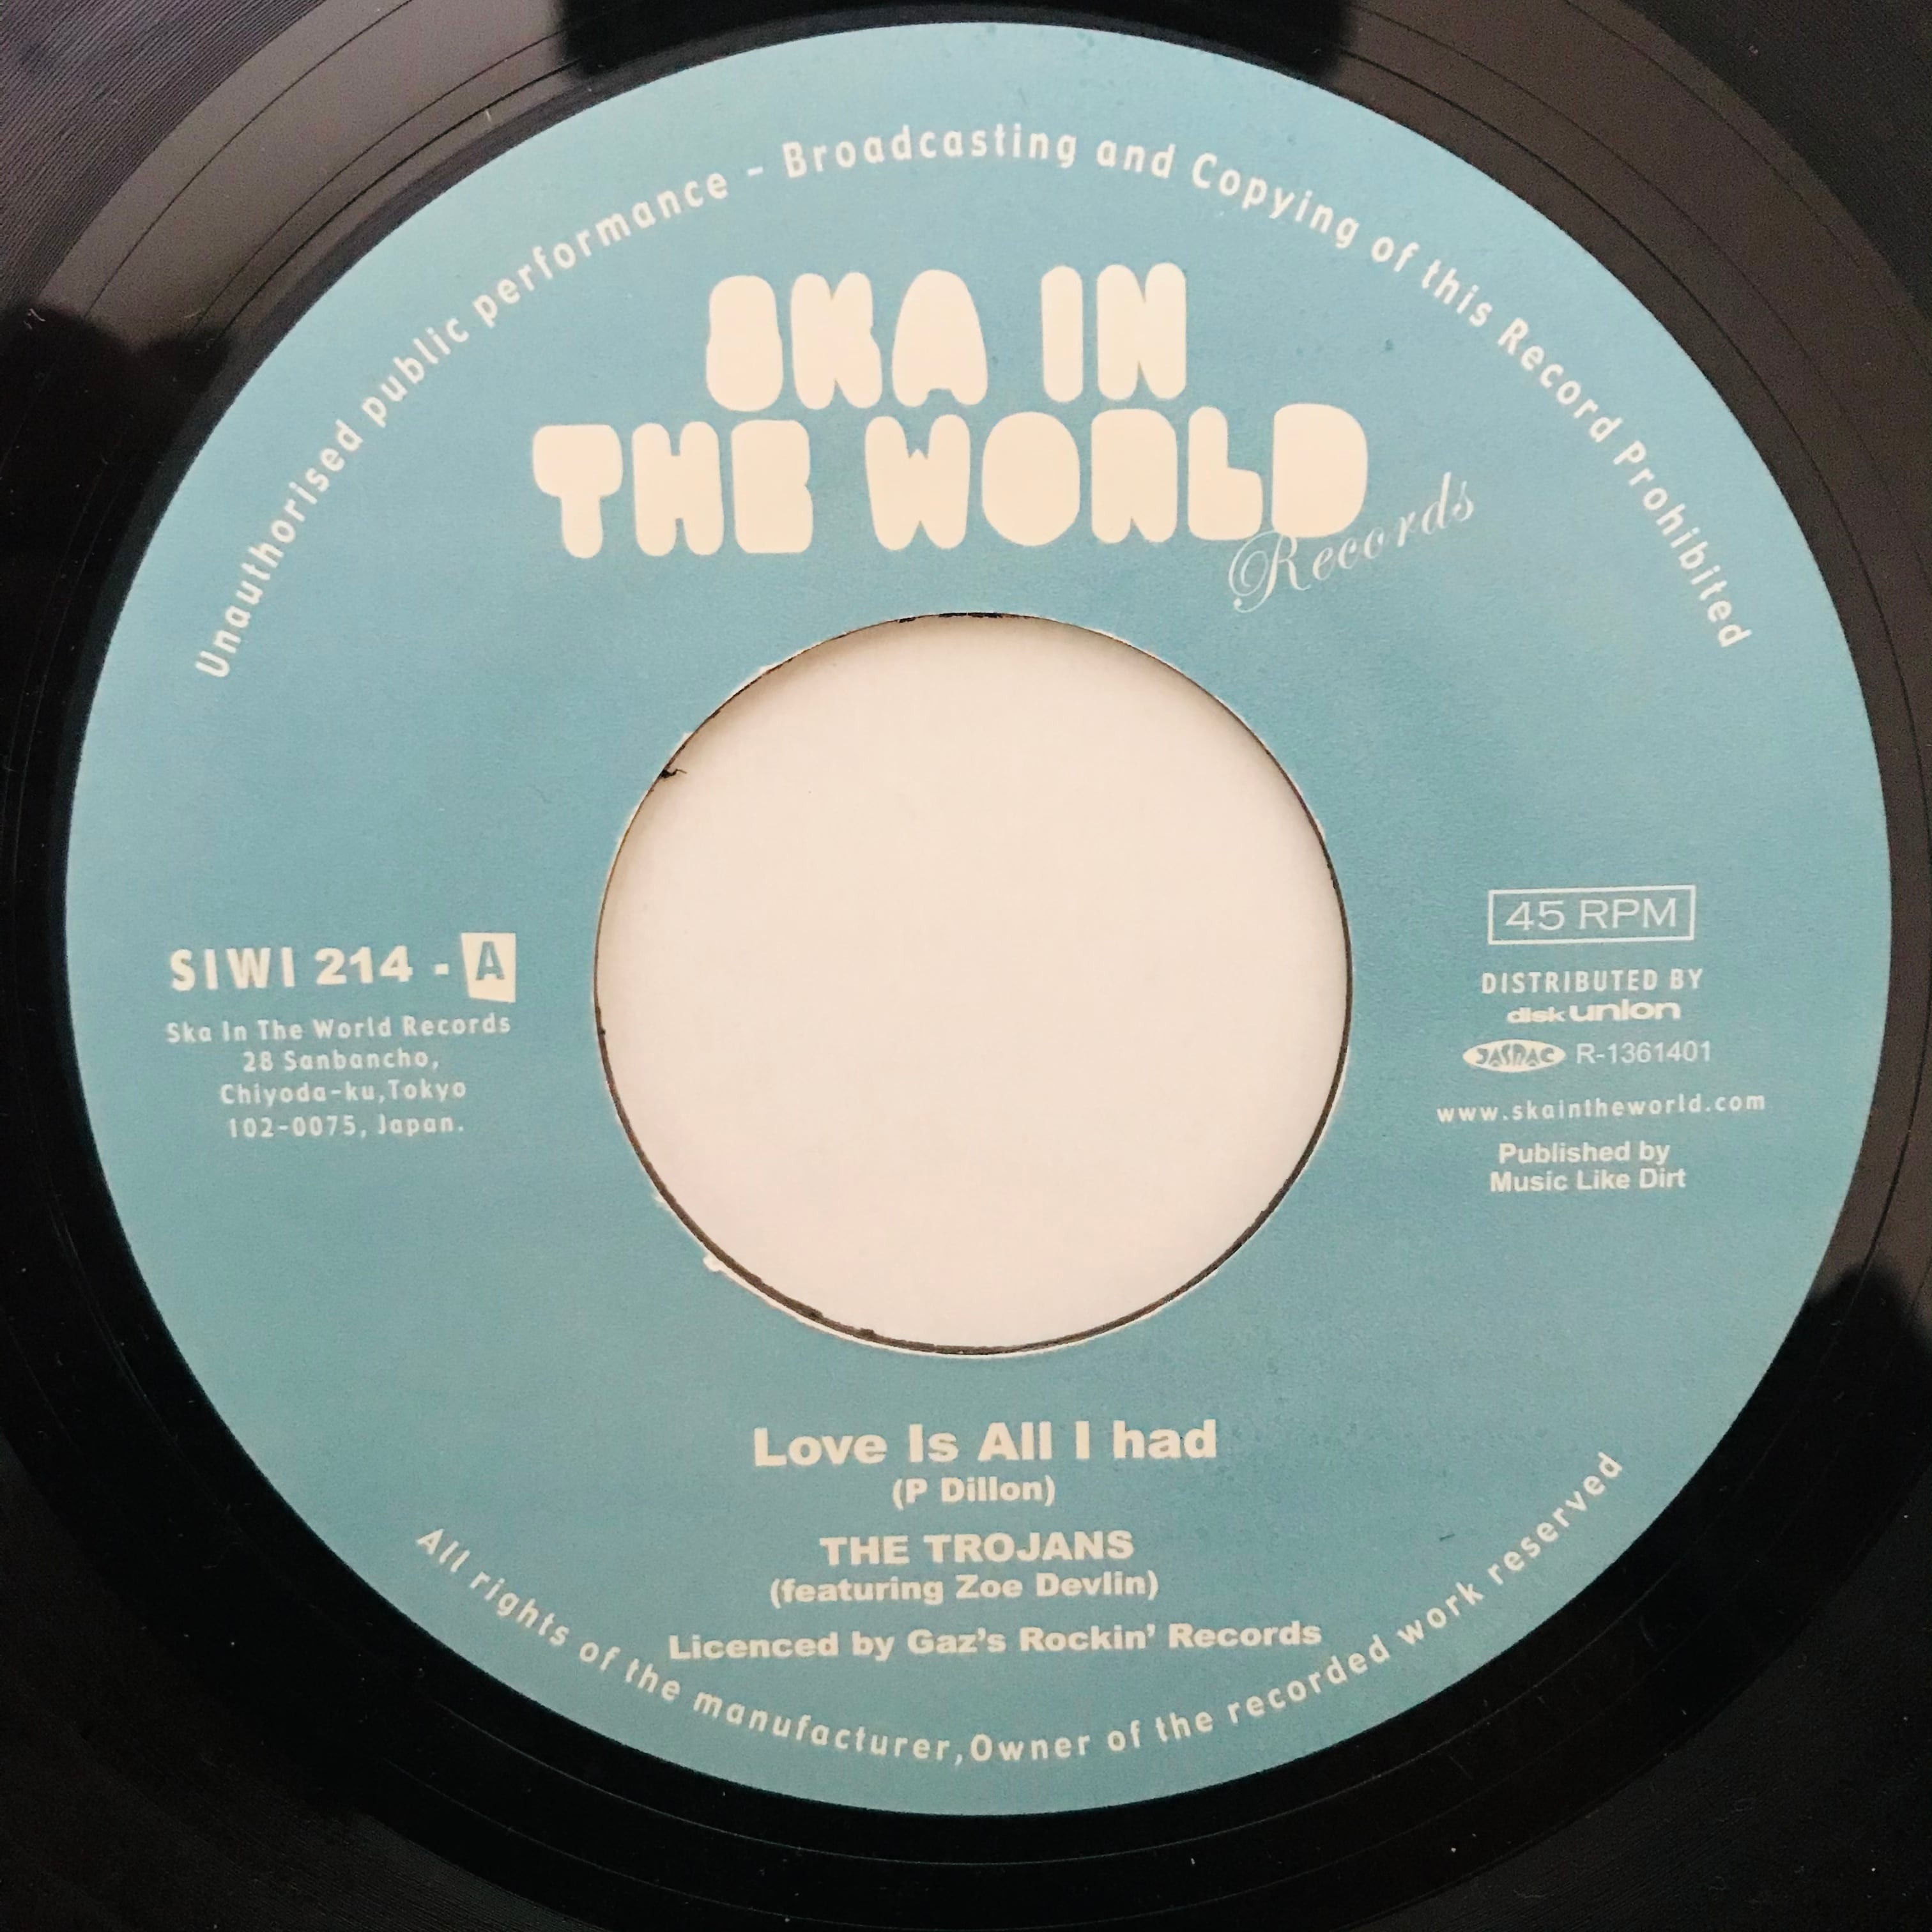 Unauthorised public performance - Broadcasting and Copying of this Record Prohibited
SKA IN
THE WORLD
Records
SIWI 214 - A
Ska In The World Records
28 Sanbancho,
Chiyoda-ku,Tokyo
102-0075, Japan.
45 RPM
DISTRIBUTED BY
disk union
JASRAC R-1361401
www.skaintheworld.com
Published by
Music Like Dirt
Love Is All I had
(P Dillon)
THE TROJANS
(featuring Zoe Devlin)
Licenced by Gaz's Rockin' Records
All rights of the manufacturer,Owner of the recorded work reserved